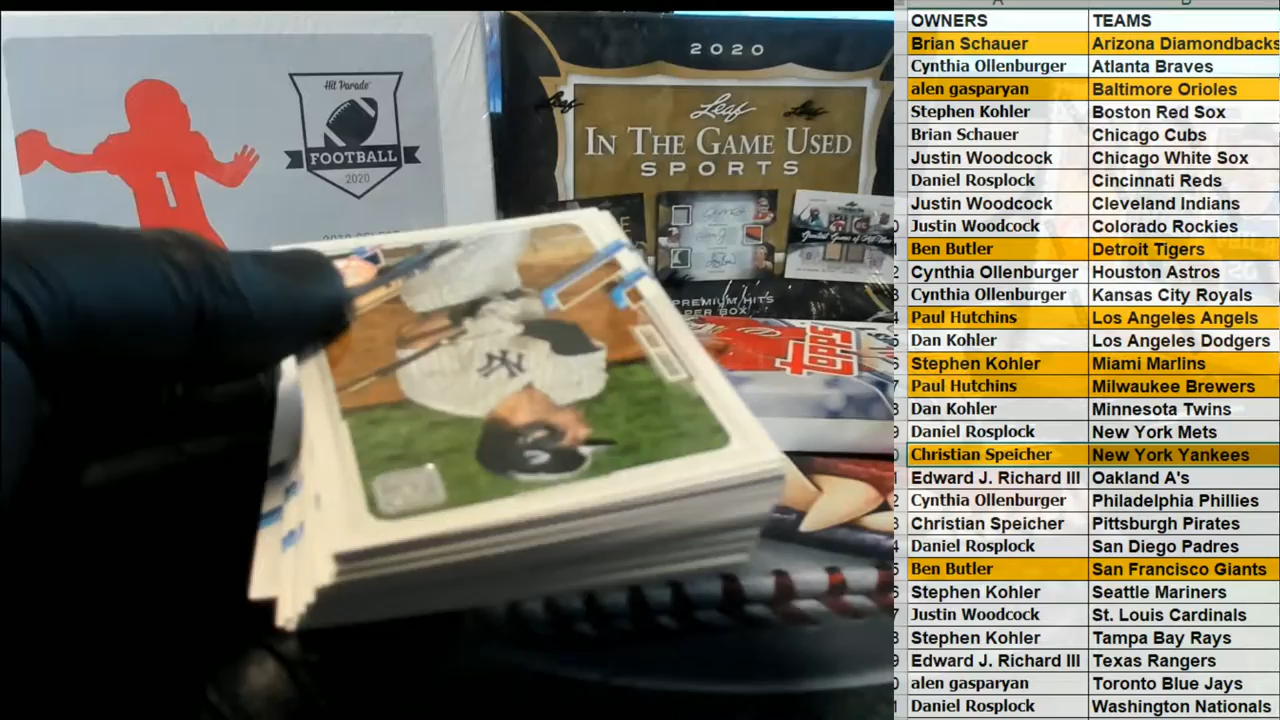 Hit Parade
FOOTBALL
2020
2020
Leaf
Leaf
Leaf
IN THE GAME USED
SPORTS
PREMIUM HITS
PER BOX
topps
NY
1
OWNERS TEAMS
Brian Schauer Arizona Diamondbacks
Cynthia Ollenburger Atlanta Braves
alen gasparyan Baltimore Orioles
Stephen Kohler Boston Red Sox
Brian Schauer Chicago Cubs
Justin Woodcock Chicago White Sox
Daniel Rosplock Cincinnati Reds
Justin Woodcock Cleveland Indians
Justin Woodcock Colorado Rockies
Ben Butler Detroit Tigers
Cynthia Ollenburger Houston Astros
Cynthia Ollenburger Kansas City Royals
Paul Hutchins Los Angeles Angels
Dan Kohler Los Angeles Dodgers
Stephen Kohler Miami Marlins
Paul Hutchins Milwaukee Brewers
Dan Kohler Minnesota Twins
Daniel Rosplock New York Mets
Christian Speicher New York Yankees
Edward J. Richard III Oakland A's
Cynthia Ollenburger Philadelphia Phillies
Christian Speicher Pittsburgh Pirates
Daniel Rosplock San Diego Padres
Ben Butler San Francisco Giants
Stephen Kohler Seattle Mariners
Justin Woodcock St. Louis Cardinals
Stephen Kohler Tampa Bay Rays
Edward J. Richard III Texas Rangers
alen gasparyan Toronto Blue Jays
Daniel Rosplock Washington Nationals